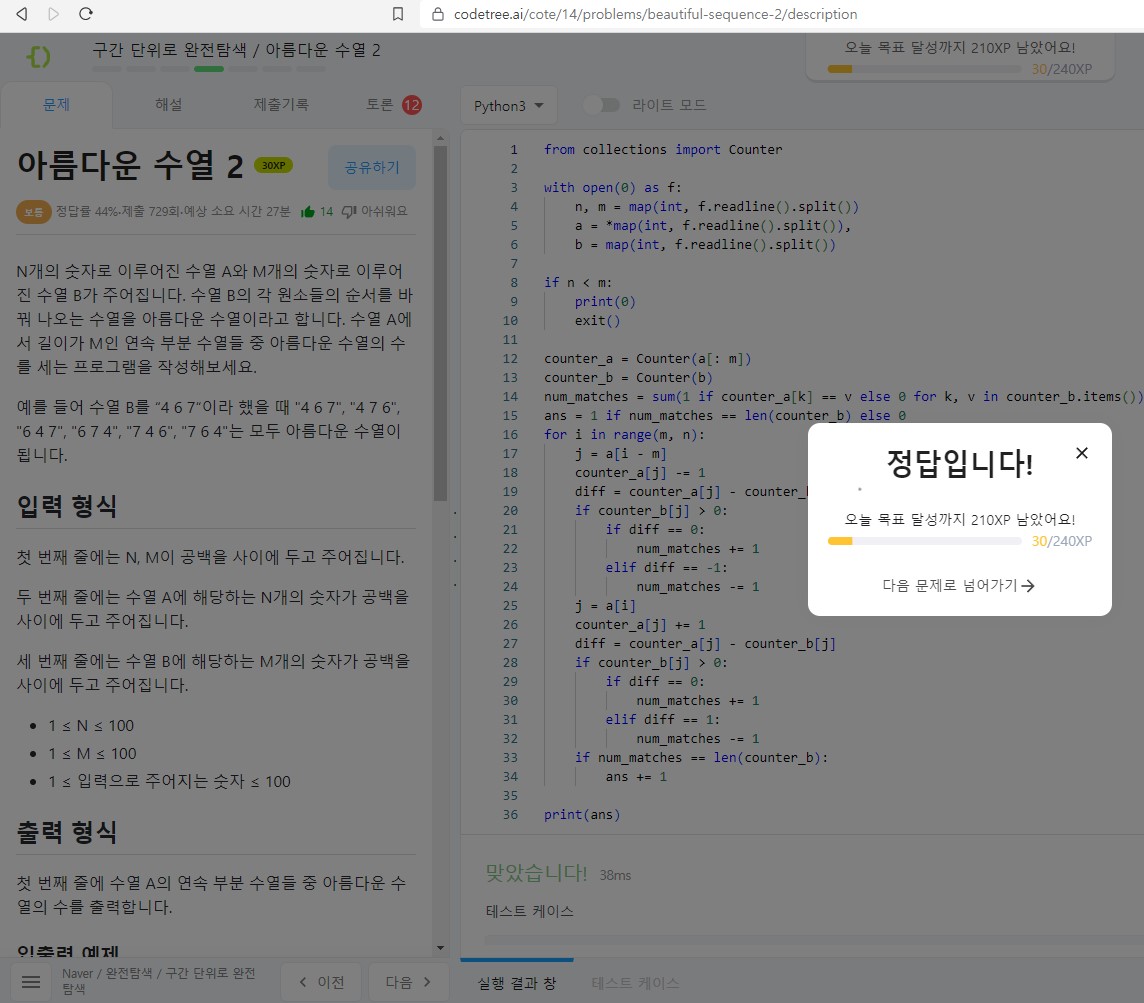 codetree.ai/cote/14/problems/beautiful-sequence-2/description
구간 단위로 완전탐색 / 아름다운 수열 2
오늘 목표 달성까지 210XP 남았어요!
30/240XP
문제
해설
제출기록
토론 12
Python3
라이트 모드
아름다운 수열 2 30XP
공유하기
보통 정답률 44%·제출 729회·예상 소요 시간 27분 14 아쉬워요
N개의 숫자로 이루어진 수열 A와 M개의 숫자로 이루어
진 수열 B가 주어집니다. 수열 B의 각 원소들의 순서를 바
꿔 나오는 수열을 아름다운 수열이라고 합니다. 수열 A에
서 길이가 M인 연속 부분 수열들 중 아름다운 수열의 수
를 세는 프로그램을 작성해보세요.
예를 들어 수열 B를 “4 6 7“이라 했을 때 "4 6 7", "4 7 6",
"6 4 7", "6 7 4", "7 4 6", "7 6 4"는 모두 아름다운 수열이
됩니다.
입력 형식
첫 번째 줄에는 N, M이 공백을 사이에 두고 주어집니다.
두 번째 줄에는 수열 A에 해당하는 N개의 숫자가 공백을
사이에 두고 주어집니다.
세 번째 줄에는 수열 B에 해당하는 M개의 숫자가 공백을
사이에 두고 주어집니다.
• 1 ≤ N ≤ 100
• 1 ≤ M ≤ 100
• 1 ≤ 입력으로 주어지는 숫자 ≤ 100
출력 형식
첫 번째 줄에 수열 A의 연속 부분 수열들 중 아름다운 수
열의 수를 출력합니다.
입출력 예제
Naver / 완전탐색 / 구간 단위로 완전
탐색
이전
다음
1 from collections import Counter
2
3 with open(0) as f:
4 n, m = map(int, f.readline().split())
5 a = *map(int, f.readline().split()),
6 b = map(int, f.readline().split())
7
8 if n < m:
9 print(0)
10 exit()
11
12 counter_a = Counter(a[: m])
13 counter_b = Counter(b)
14 num_matches = sum(1 if counter_a[k] == v else 0 for k, v in counter_b.items())
15 ans = 1 if num_matches == len(counter_b) else 0
16 for i in range(m, n):
17 j = a[i - m]
18 counter_a[j] -= 1
19 diff = counter_a[j] - counter_b
20 if counter_b[j] > 0:
21 if diff == 0:
22 num_matches += 1
23 elif diff == -1:
24 num_matches -= 1
25 j = a[i]
26 counter_a[j] += 1
27 diff = counter_a[j] - counter_b[j]
28 if counter_b[j] > 0:
29 if diff == 0:
30 num_matches += 1
31 elif diff == 1:
32 num_matches -= 1
33 if num_matches == len(counter_b):
34 ans += 1
35
36 print(ans)
정답입니다!
오늘 목표 달성까지 210XP 남았어요!
30/240XP
다음 문제로 넘어가기
맞았습니다! 38ms
테스트 케이스
실행 결과 창
테스트 케이스